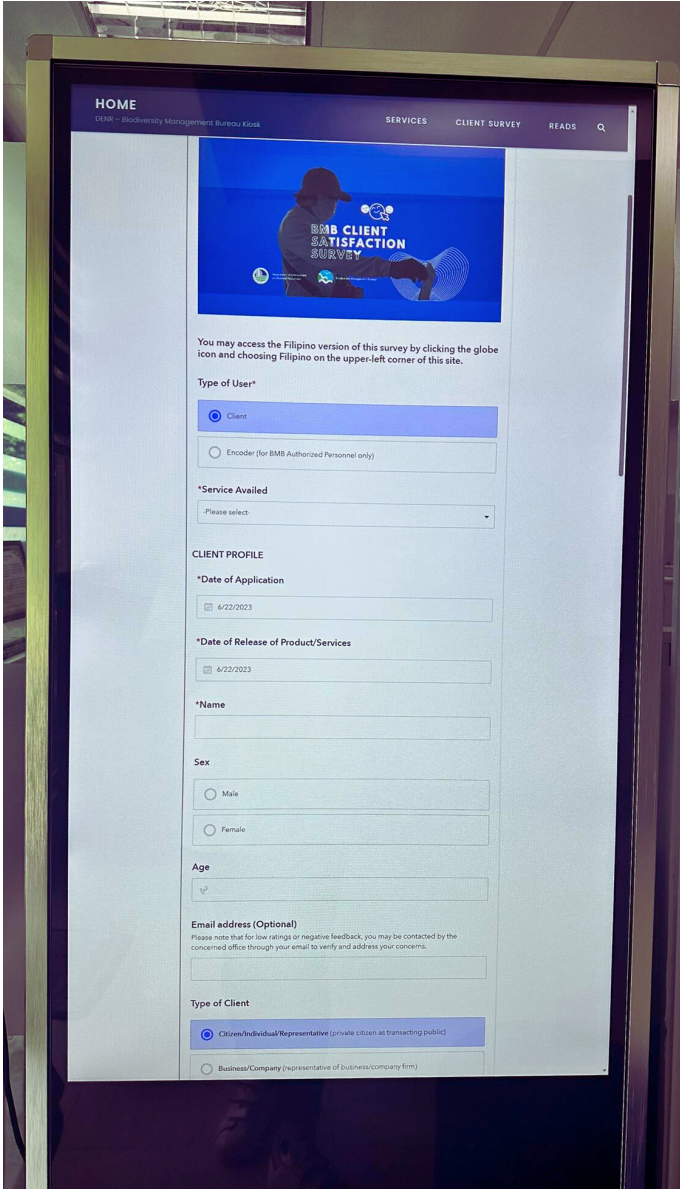 HOME
DENR – Biodiversity Management Bureau Kiosk
SERVICES
CLIENT SURVEY
READS
BMB CLIENT
SATISFACTION
SURVEY
You may access the Filipino version of this survey by clicking the globe
icon and choosing Filipino on the upper-left corner of this site.
Type of User*
Client
Encoder (for BMB Authorized Personnel only)
*Service Availed
-Please select-
CLIENT PROFILE
*Date of Application
6/22/2023
*Date of Release of Product/Services
6/22/2023
*Name
Sex
Male
Female
Age
Email address (Optional)
Please note that for low ratings or negative feedback, you may be contacted by the
concerned office through your email to verify and address your concerns.
Type of Client
Citizen/Individual/Representative (private citizen as transacting public)
Business/Company (representative of business/company firm)